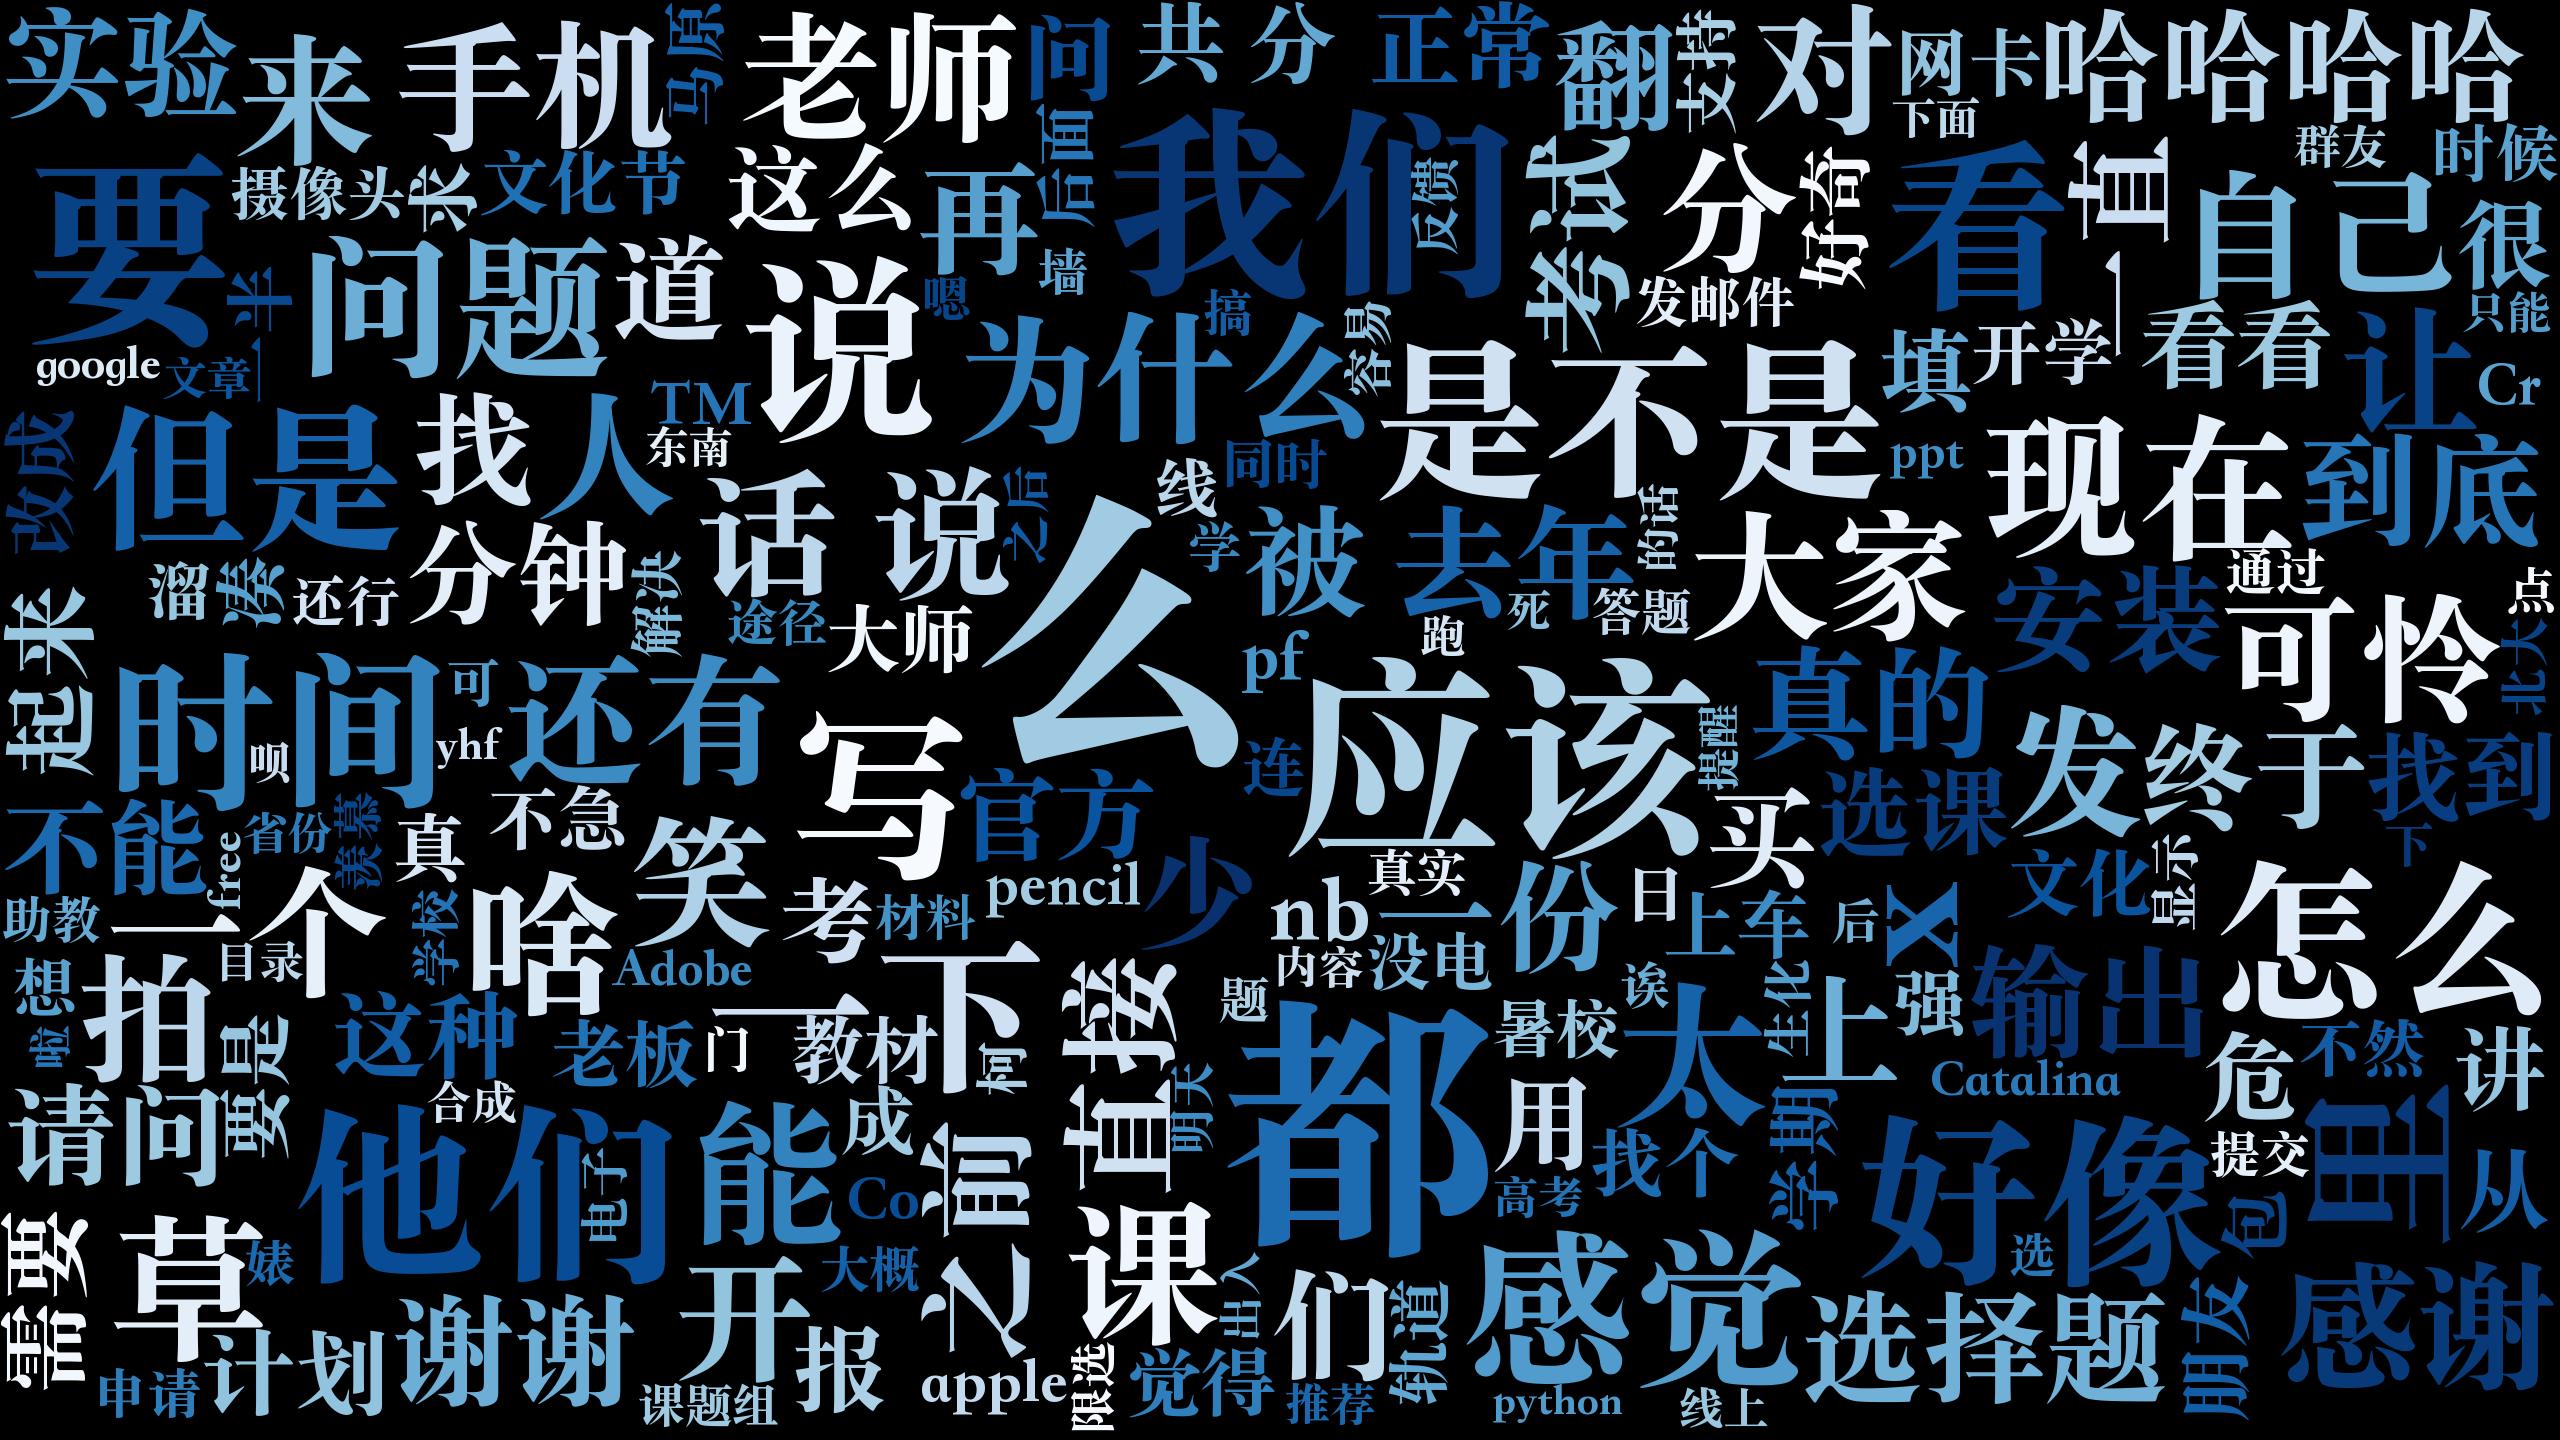 实验
来
手机
马原
老师
问
共分
正常
翻
支持
对
网卡
哈哈哈哈
下面
群友
时候
要
摄像头
长
文化节
这么
再
后面
我们
反馈
考试
分
好奇
看
一直
自己
很
半
问题
道
说
嗯
墙
搞
发邮件
只能
google
文章
TM
为什么
容易
是不是
填
开学
看看
让
Cr
改成
但是
找
人
东南
线
同时
ppt
现在
到底
溜
凑
还行
分钟
解决
话说
之后
途径
大师
么
学
被
去年
的话
死
答题
跑
大家
安装
通过
可怜
点
北大
起来
时间
呗
可
yhf
还有
写
pf
连
应该
提醒
真的
发
终于
找到
不能
free
省份
羡慕
真
不急
笑
官方
pencil
少
真实
买
选课
文化
显示
下
助教
一个
目录
学校
啥
Adobe
考
材料
nb
一份
内容
没电
日
上车
后
X
怎么
想
啦
拍
要是
这种
老板
门
一下
教材
柯
直接
题
都
暑校
诶
太
生化
上
强
输出
Catalina
危
不然
讲
请问
合成
他们
电子
能
成
Co
之前
明天
用
找个
高考
学期
好像
提交
里
包
从
需要
草
婊
大概
课
出入
们
轨道
感觉
选
选择题
朋友
感谢
申请
计划
谢谢
开
报
课题组
apple
限选
觉得
推荐
python
线上